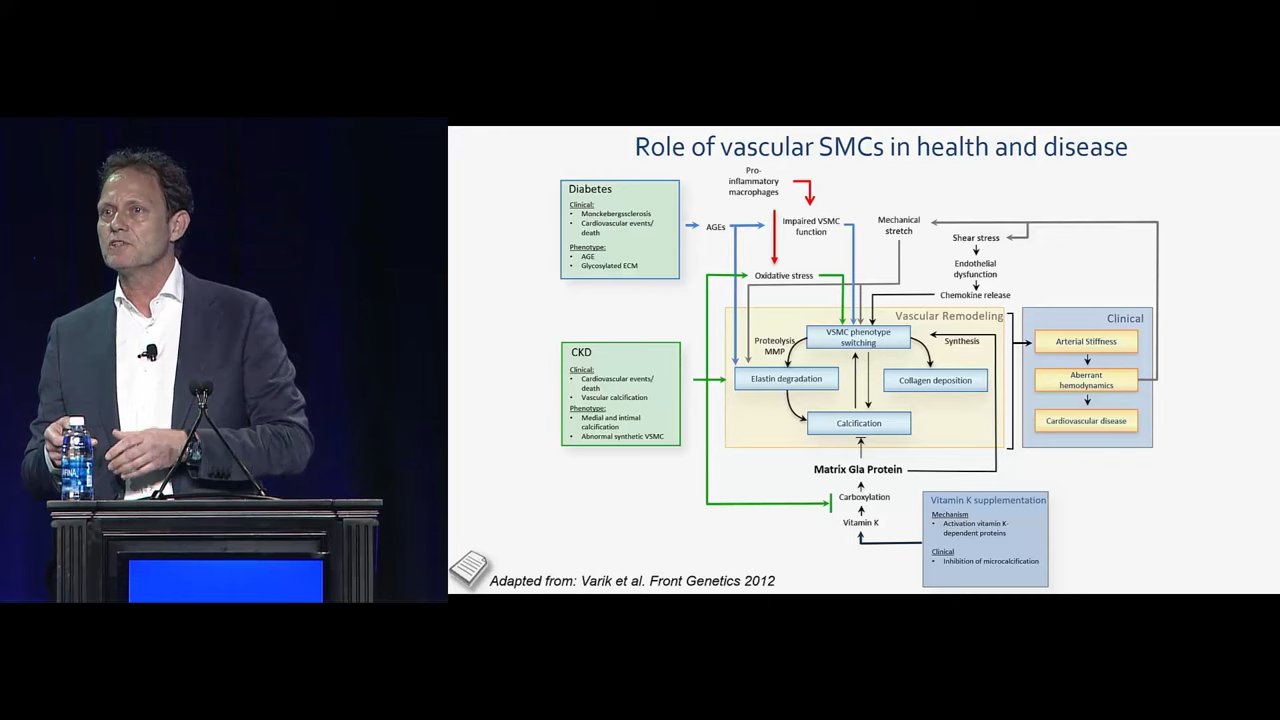 Role of vascular SMCs in health and disease
Pro-
inflammatory
macrophages
Diabetes
Clinical:
• Monckebergssclerosis
• Cardiovascular events/
death
Phenotype:
• AGE
• Glycosylated ECM
AGEs
Impaired VSMC
function
Mechanical
stretch
Shear stress
Oxidative stress
Endothelial
dysfunction
Chemokine release
Vascular Remodeling
VSMC phenotype
switching
Proteolysis
MMP
Synthesis
Elastin degradation
Collagen deposition
Calcification
Clinical
Arterial Stiffness
Aberrant
hemodynamics
Cardiovascular disease
CKD
Clinical:
• Cardiovascular events/
death
• Vascular calcification
Phenotype:
• Medial and intimal
calcification
• Abnormal synthetic VSMC
Matrix Gla Protein
Carboxylation
Vitamin K
Vitamin K supplementation
Mechanism
• Activation vitamin K-
dependent proteins
Clinical
• Inhibition of microcalcification
Adapted from: Varik et al. Front Genetics 2012